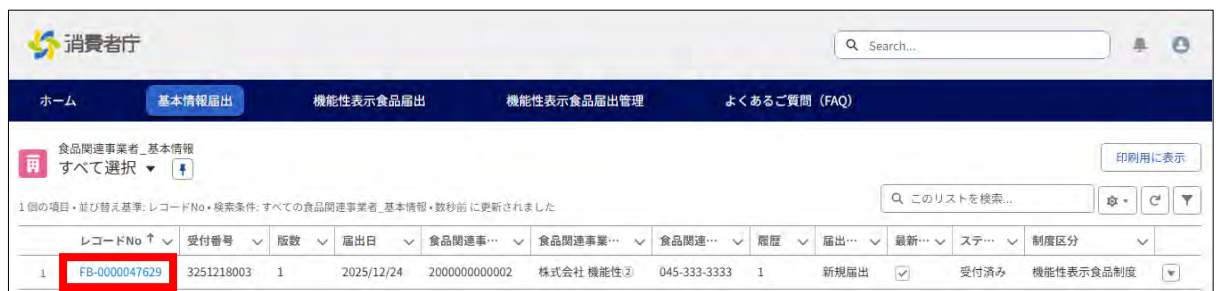 消費者庁
Search...
ホーム 基本情報届出 機能性表示食品届出 機能性表示食品届出管理 よくあるご質問 (FAQ)
食品関連事業者_基本情報
すべて選択
印刷用に表示
1個の項目・並び替え基準: レコードNo・検索条件: すべての食品関連事業者_基本情報・数秒前 に更新されました
このリストを検索...
レコードNo ↑ 受付番号 版数 届出日 食品関連事… 食品関連事業… 食品関連… 履歴 届出… 最新… ステ… 制度区分
1 FB-0000047629 3251218003 1 2025/12/24 2000000000002 株式会社 機能性② 045-333-3333 1 新規届出 受付済み 機能性表示食品制度